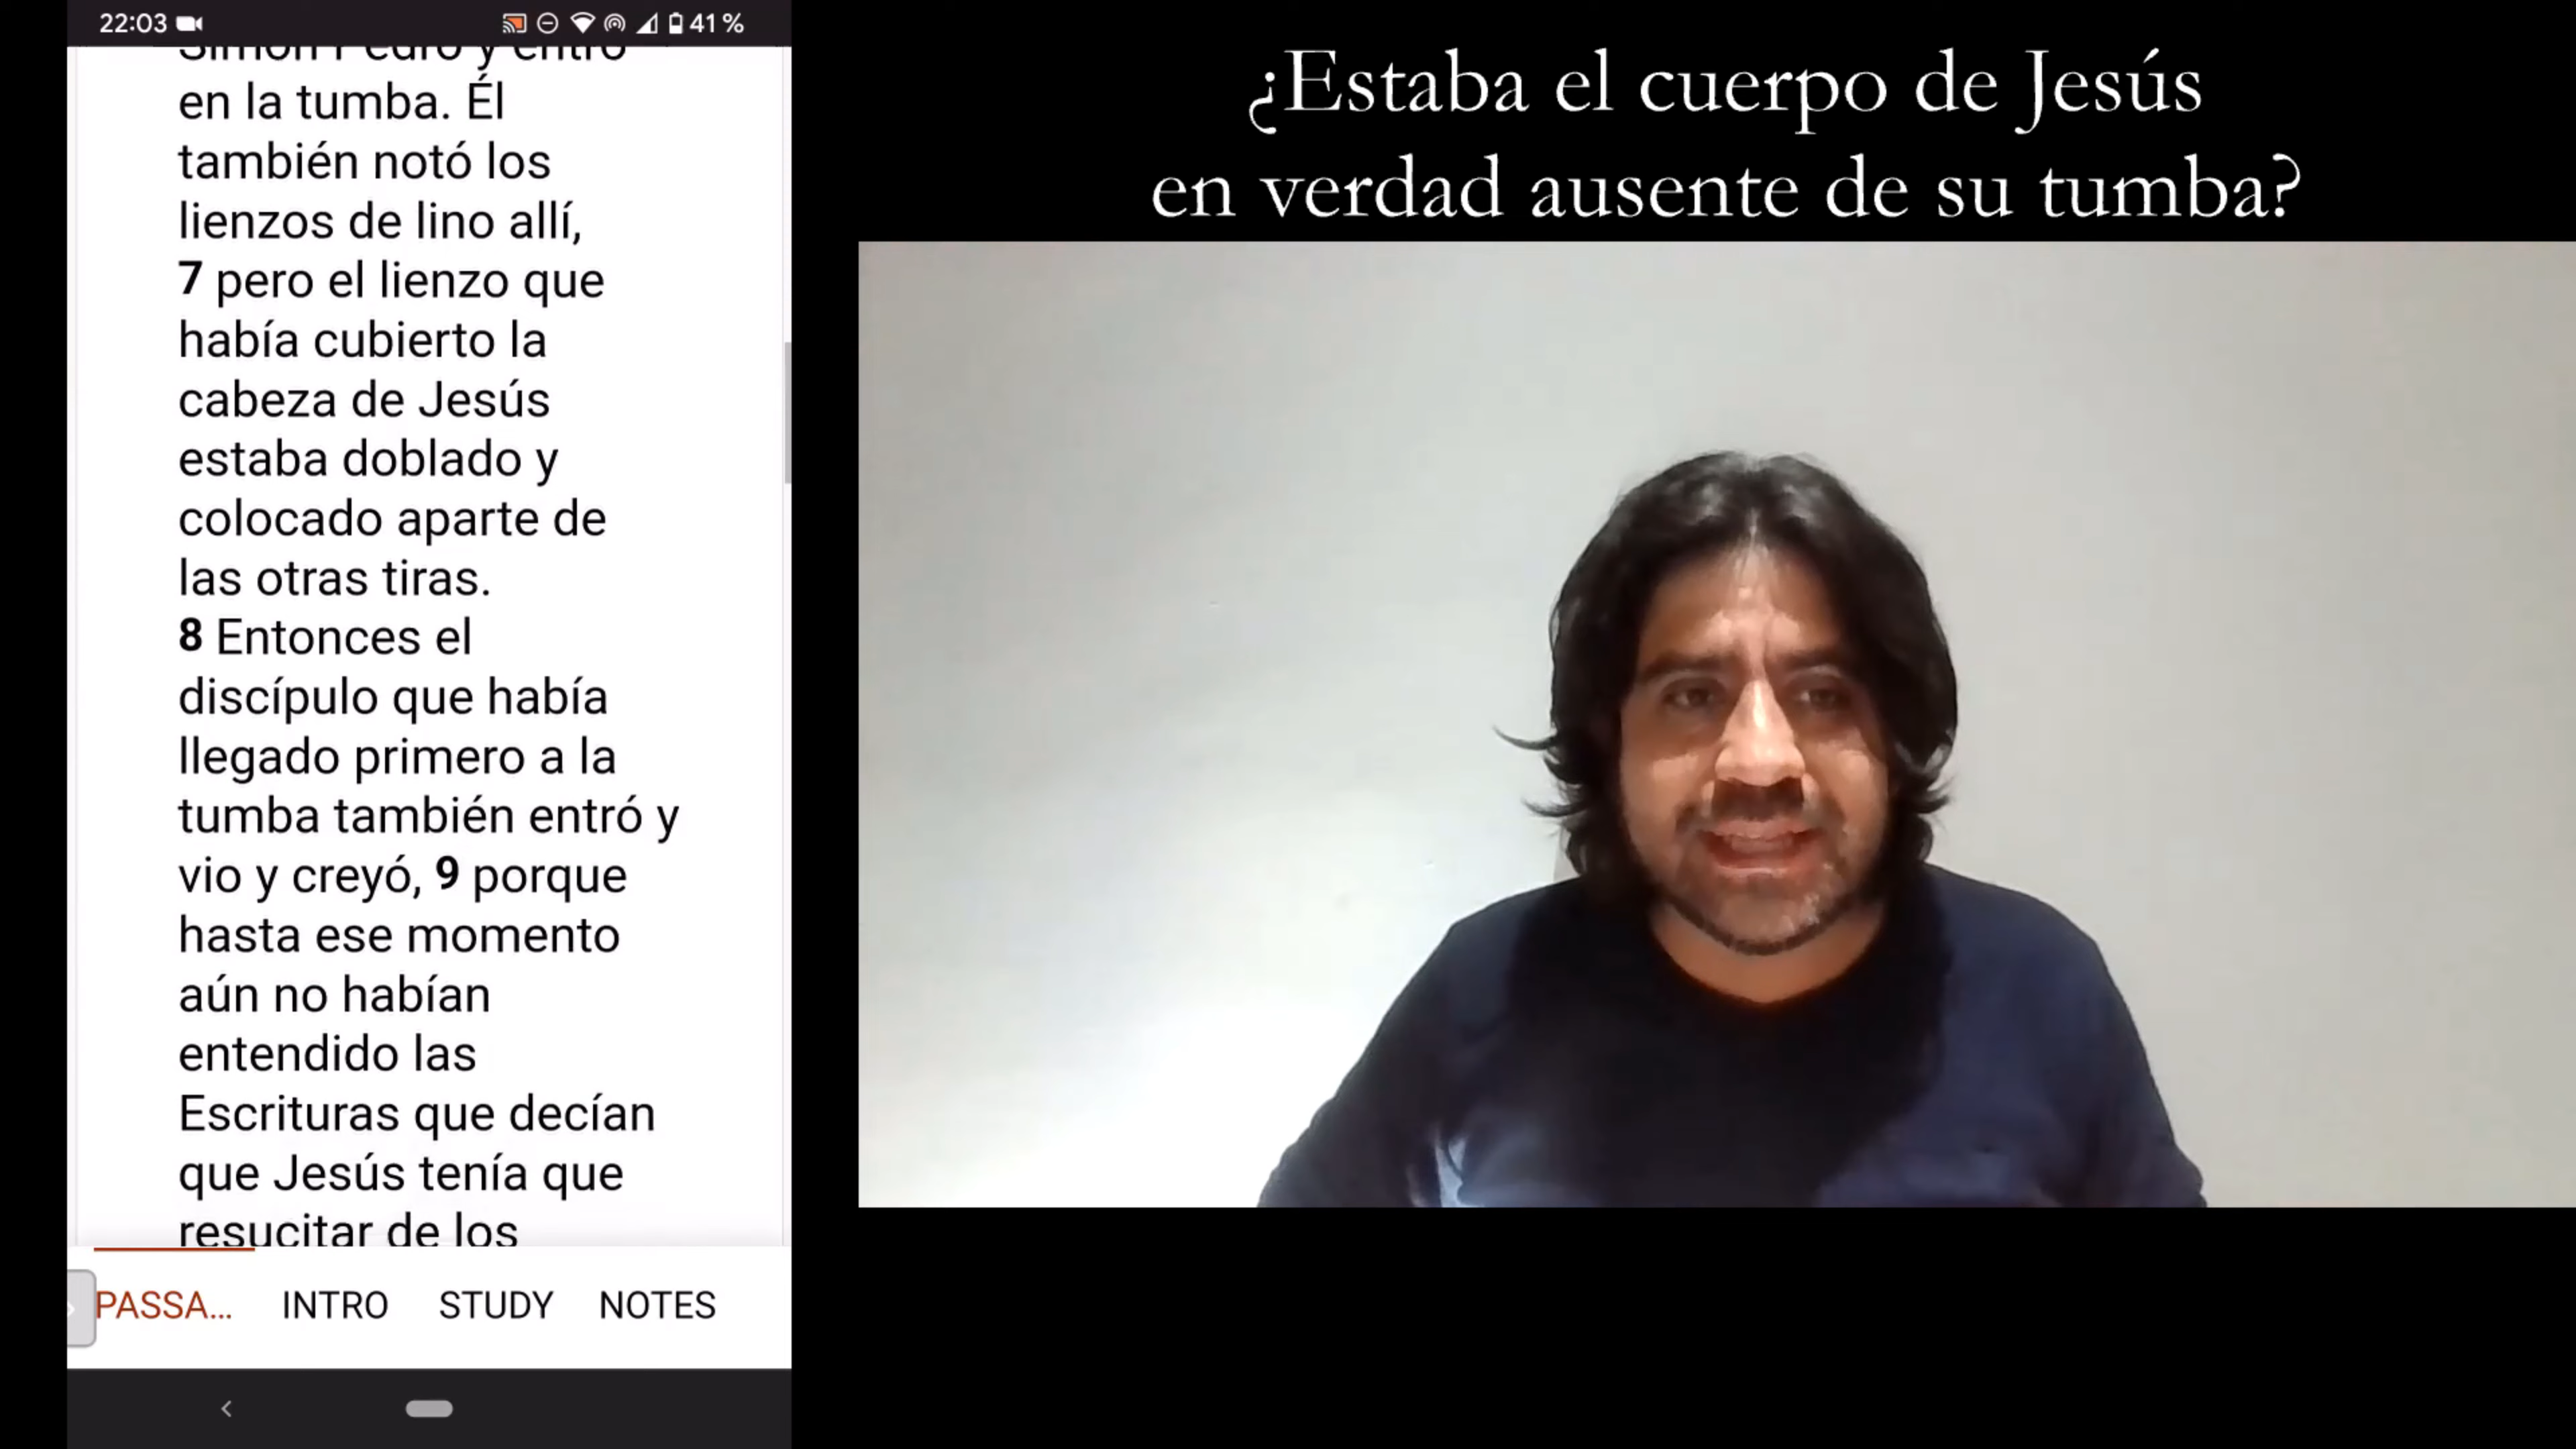 22:03
41 %
Simón Pedro y entró
en la tumba. Él
también notó los
lienzos de lino allí,
7 pero el lienzo que
había cubierto la
cabeza de Jesús
estaba doblado y
colocado aparte de
las otras tiras.
8 Entonces el
discípulo que había
llegado primero a la
tumba también entró y
vio y creyó, 9 porque
hasta ese momento
aún no habían
entendido las
Escrituras que decían
que Jesús tenía que
resucitar de los
PASSA... INTRO STUDY NOTES
¿Estaba el cuerpo de Jesús
en verdad ausente de su tumba?